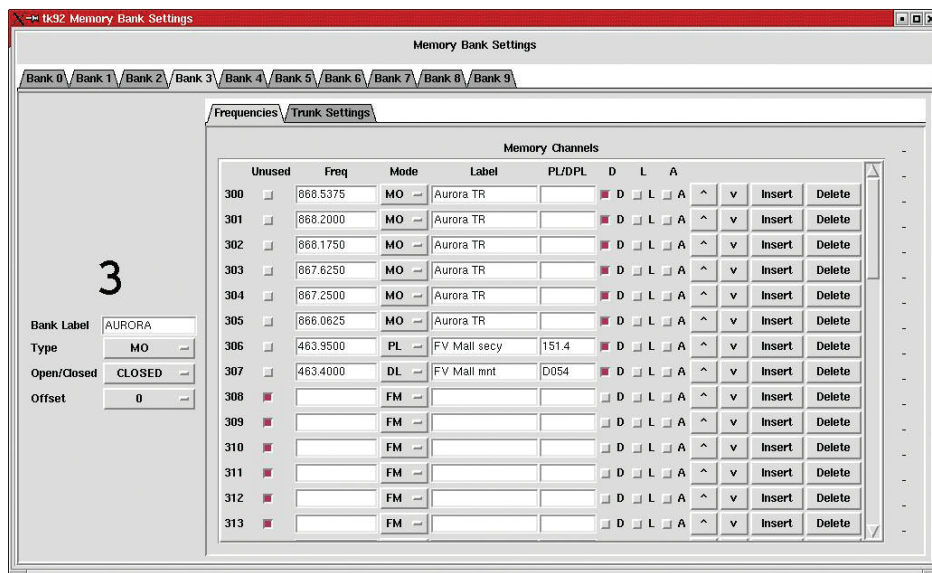 tk92 Memory Bank Settings
Memory Bank Settings
Bank 0 Bank 1 Bank 2 Bank 3 Bank 4 Bank 5 Bank 6 Bank 7 Bank 8 Bank 9
Frequencies Trunk Settings
Memory Channels
Unused Freq Mode Label PL/DPL D L A
300 868.5375 MO Aurora TR D L A ^ v Insert Delete
301 868.2000 MO Aurora TR D L A ^ v Insert Delete
302 868.1750 MO Aurora TR D L A ^ v Insert Delete
303 867.6250 MO Aurora TR D L A ^ v Insert Delete
304 867.2500 MO Aurora TR D L A ^ v Insert Delete
305 866.0625 MO Aurora TR D L A ^ v Insert Delete
306 463.9500 PL FV Mall secy 151.4 D L A ^ v Insert Delete
307 463.4000 DL FV Mall mnt D054 D L A ^ v Insert Delete
308 FM D L A ^ v Insert Delete
309 FM D L A ^ v Insert Delete
310 FM D L A ^ v Insert Delete
311 FM D L A ^ v Insert Delete
312 FM D L A ^ v Insert Delete
313 FM D L A ^ v Insert Delete
3
Bank Label AURORA
Type MO
Open/Closed CLOSED
Offset 0